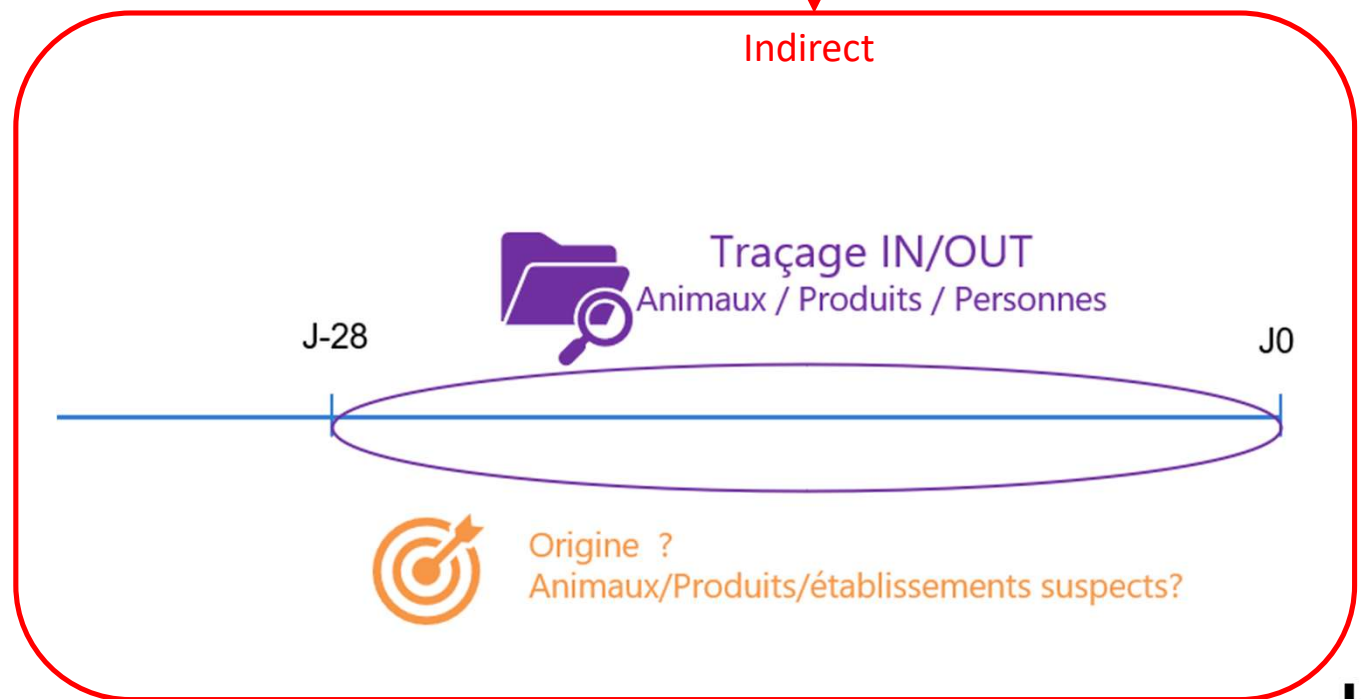 Indirect
Traçage IN/OUT
Animaux / Produits / Personnes
J-28
J0
Origine ?
Animaux/Produits/établissements suspects?